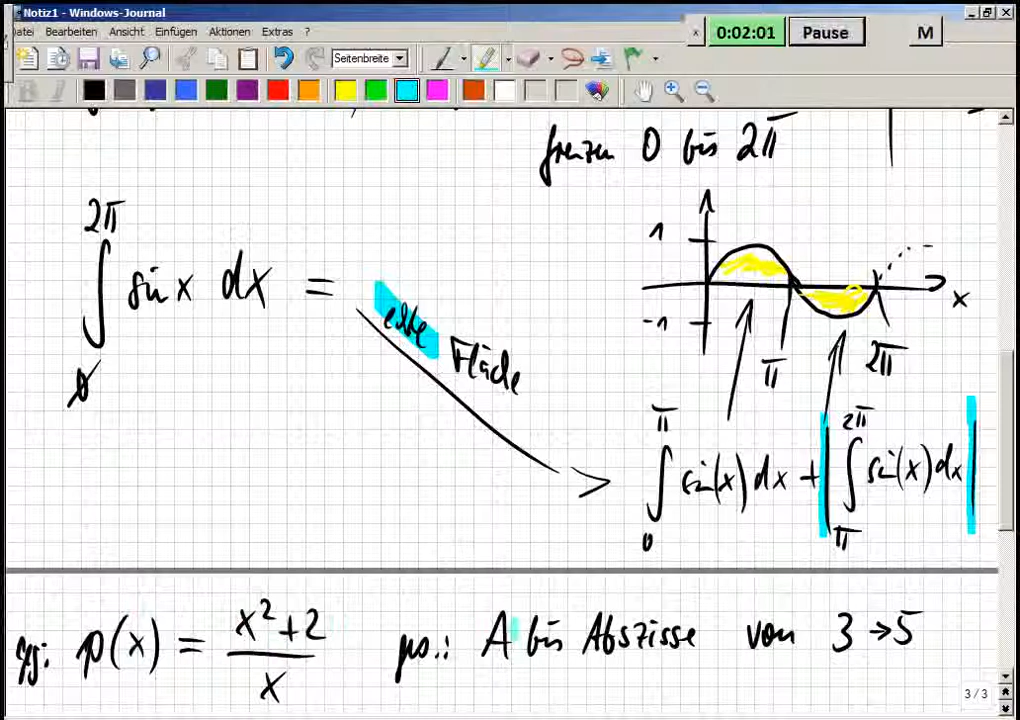 Notiz1 - Windows-Journal
Datei Bearbeiten Ansicht Einfügen Aktionen Extras ?
0:02:01 Pause M
Seitenbreite
B I
Grenzen 0 bis 2π
∫₀^2π sin x dx =
echte Fläche
1
-1
π 2π x
∫₀^π sin(x) dx + |∫_π^2π sin(x) dx|
geg: p(x) = (x²+2)/x ges.: A bis Abszisse von 3 → 5
3 / 3